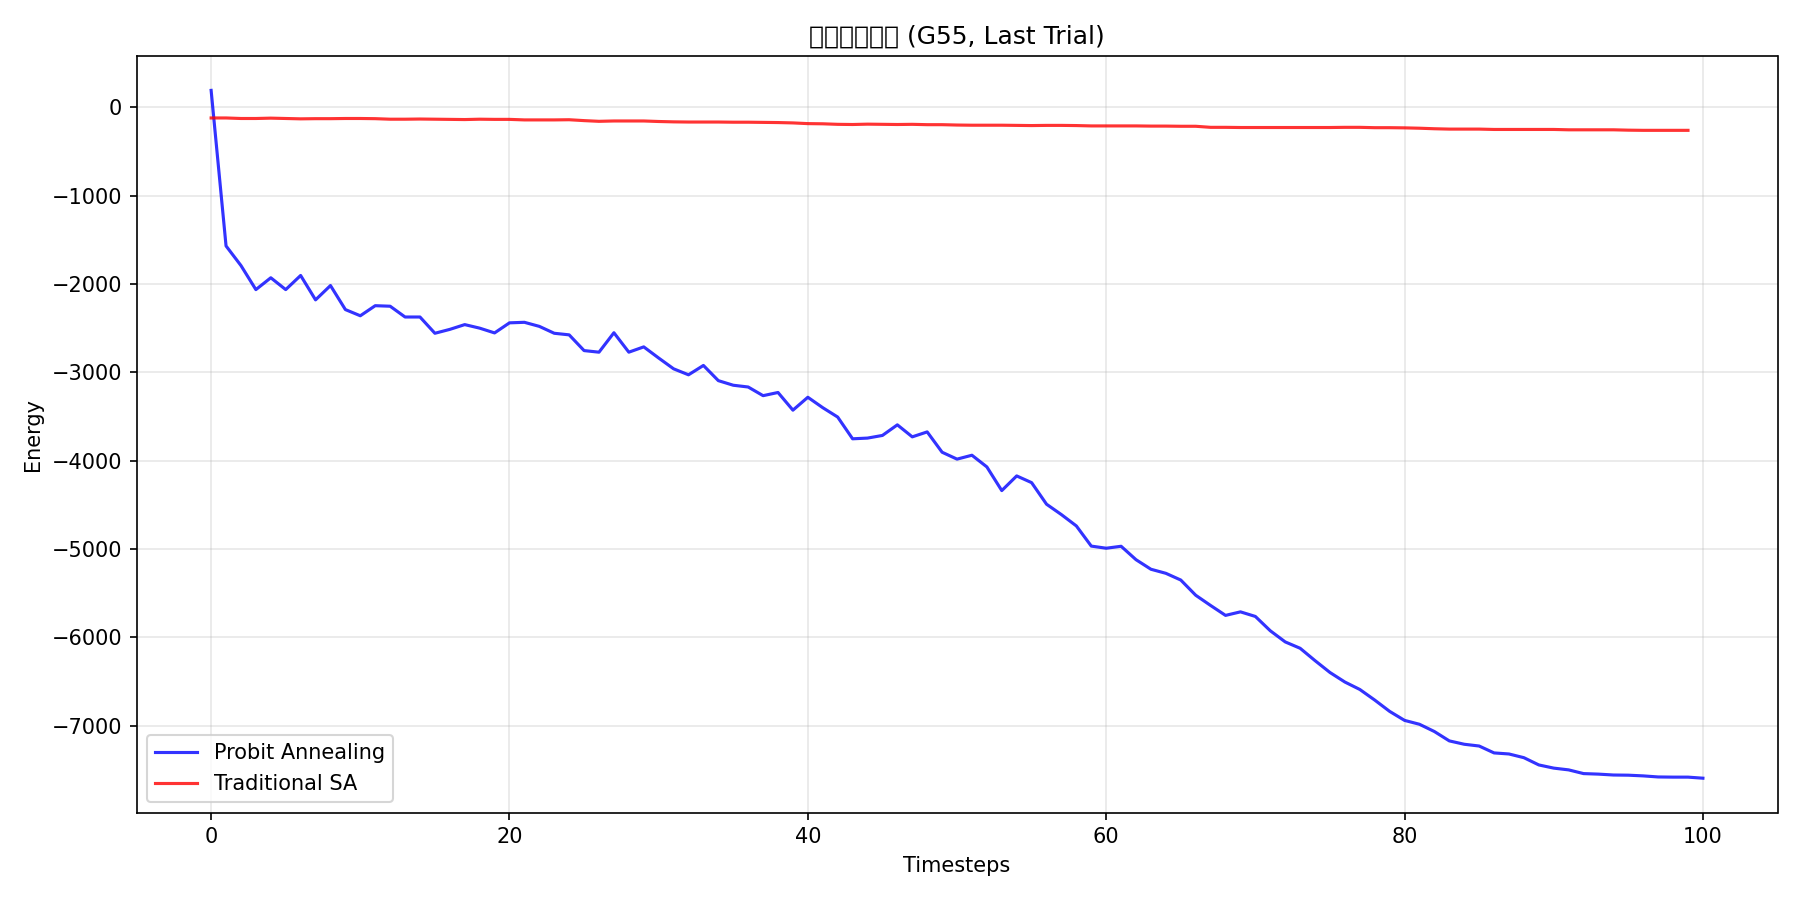 (G55, Last Trial)
0
−1000
−2000
−3000
−4000
−5000
−6000
−7000
Energy
Probit Annealing
Traditional SA
0 20 40 60 80 100
Timesteps